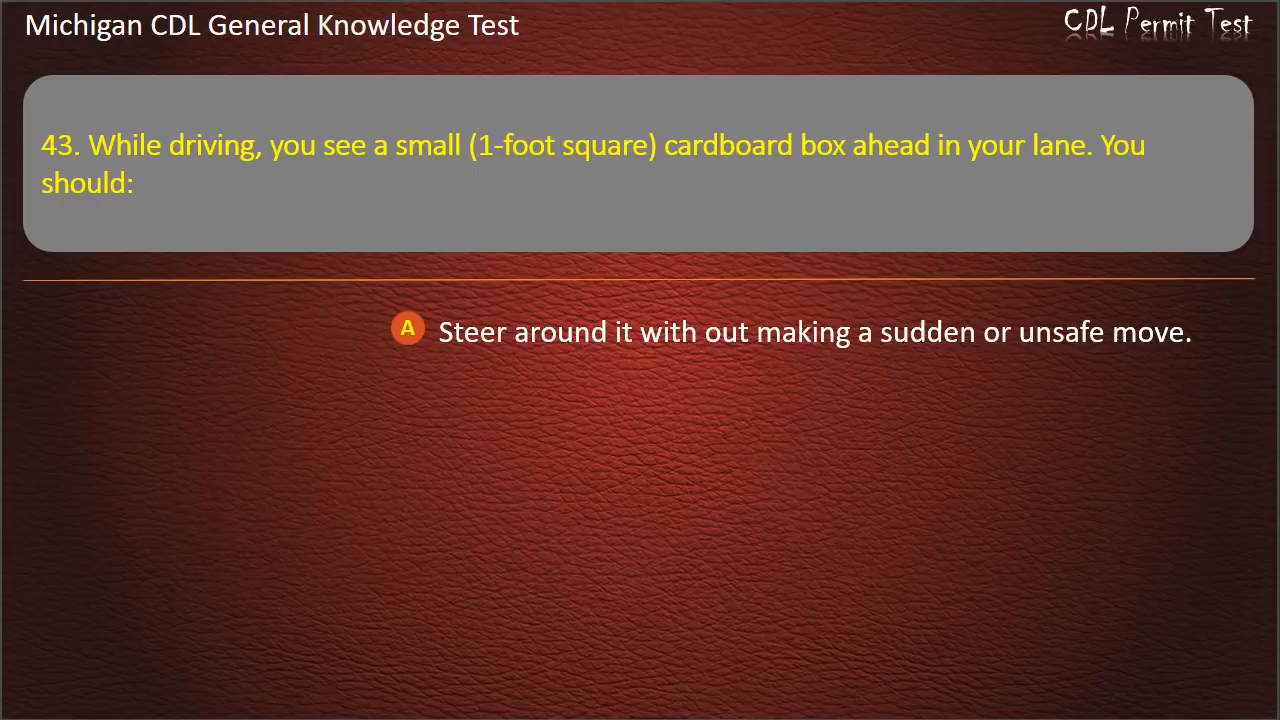 Michigan CDL General Knowledge Test
CDL Permit Test
43. While driving, you see a small (1-foot square) cardboard box ahead in your lane. You
should:
A Steer around it with out making a sudden or unsafe move.